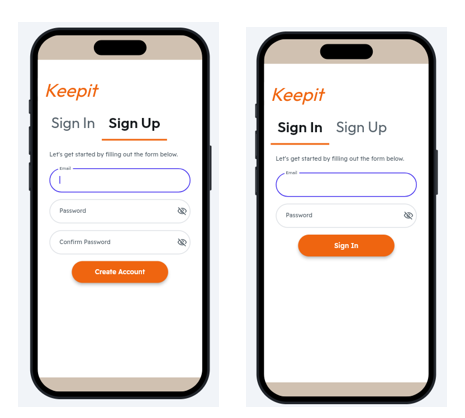 Keepit
Sign In Sign Up
Let's get started by filling out the form below.
Email
Password
Confirm Password
Create Account
Keepit
Sign In Sign Up
Let's get started by filling out the form below.
Email
Password
Sign In